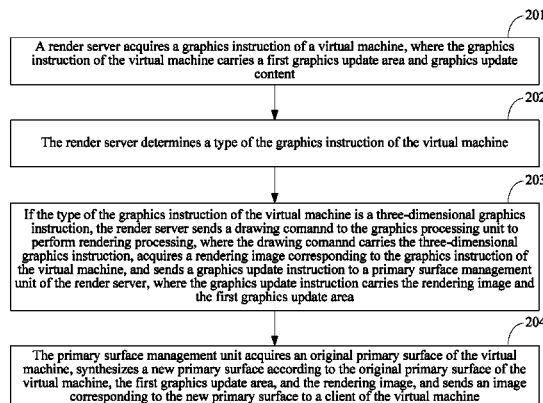 201
A render server acquires a graphics instruction of a virtual machine, where the graphics
instruction of the virtual machine carries a first graphics update area and graphics update
content
202
The render server determines a type of the graphics instruction of the virtual machine
203
If the type of the graphics instruction of the virtual machine is a three-dimensional graphics
instruction, the render server sends a drawing comannd to the graphics processing unit to
perform rendering processing, where the drawing comannd carries the three-dimensional
graphics instruction, acquires a rendering image corresponding to the graphics instruction of
the virtual machine, and sends a graphics update instruction to a primary surface management
unit of the render server, where the graphics update instruction carries the rendering image and
the first graphics update area
204
The primary surface management unit acquires an original primary surface of the virtual
machine, synthesizes a new primary surface according to the original primary surface of the
virtual machine, the first graphics update area, and the rendering image, and sends an image
corresponding to the new primary surface to a client of the virtual machine